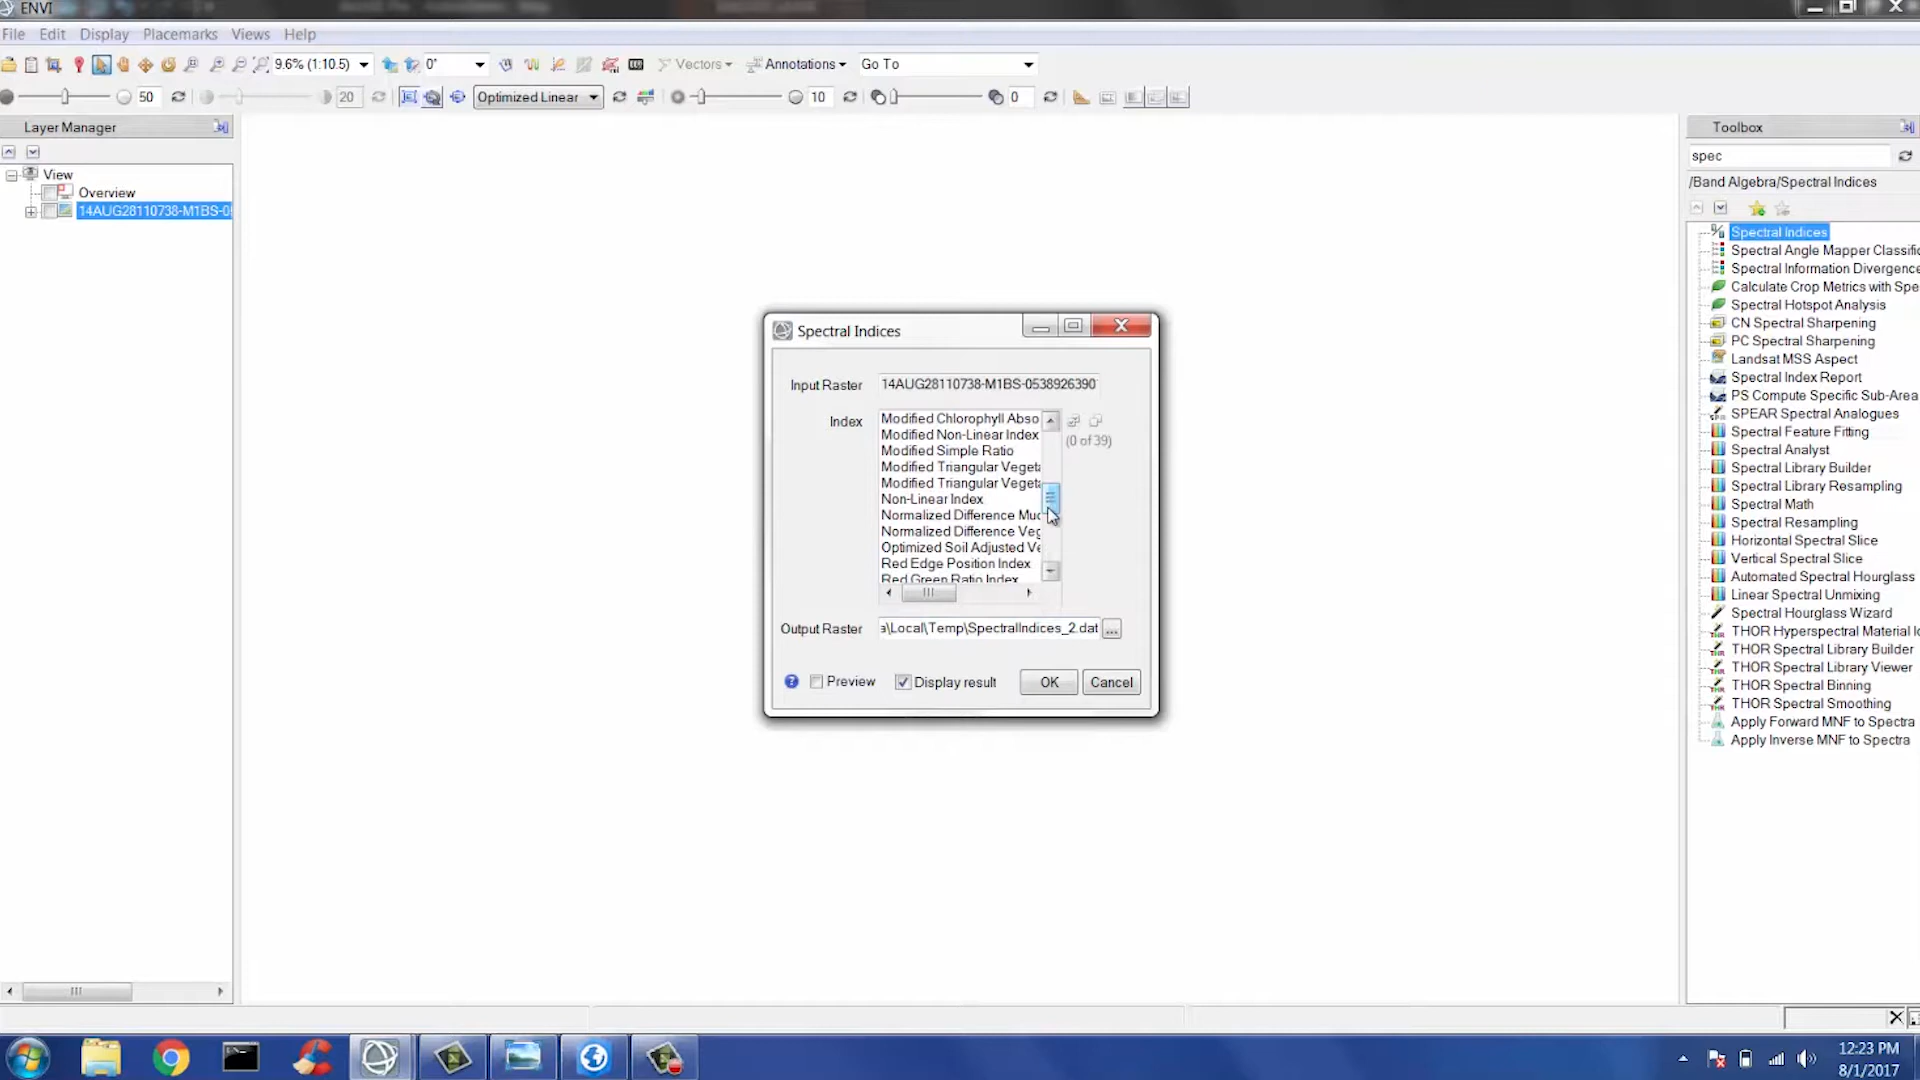 ENVI
File Edit Display Placemarks Views Help
9.6% (1:10.5) 0° Vectors Annotations Go To
50 20 Optimized Linear 10 0
Layer Manager
View
Overview
14AUG28110738-M1BS-0
Toolbox
spec
/Band Algebra/Spectral Indices
Spectral Indices
Spectral Angle Mapper Classific
Spectral Information Divergence
Calculate Crop Metrics with Spe
Spectral Hotspot Analysis
CN Spectral Sharpening
PC Spectral Sharpening
Landsat MSS Aspect
Spectral Index Report
PS Compute Specific Sub-Area
SPEAR Spectral Analogues
Spectral Feature Fitting
Spectral Analyst
Spectral Library Builder
Spectral Library Resampling
Spectral Math
Spectral Resampling
Horizontal Spectral Slice
Vertical Spectral Slice
Automated Spectral Hourglass
Linear Spectral Unmixing
Spectral Hourglass Wizard
THOR Hyperspectral Material Id
THOR Spectral Library Builder
THOR Spectral Library Viewer
THOR Spectral Binning
THOR Spectral Smoothing
Apply Forward MNF to Spectra
Apply Inverse MNF to Spectra
Spectral Indices
Input Raster 14AUG28110738-M1BS-0538926390
Index
Modified Chlorophyll Abso
Modified Non-Linear Index
Modified Simple Ratio
Modified Triangular Vegeta
Modified Triangular Vegeta
Non-Linear Index
Normalized Difference Mud
Normalized Difference Veg
Optimized Soil Adjusted Ve
Red Edge Position Index
Red Green Ratio Index
(0 of 39)
Output Raster a\Local\Temp\SpectralIndices_2.dat ...
Preview Display result OK Cancel
12:23 PM
8/1/2017